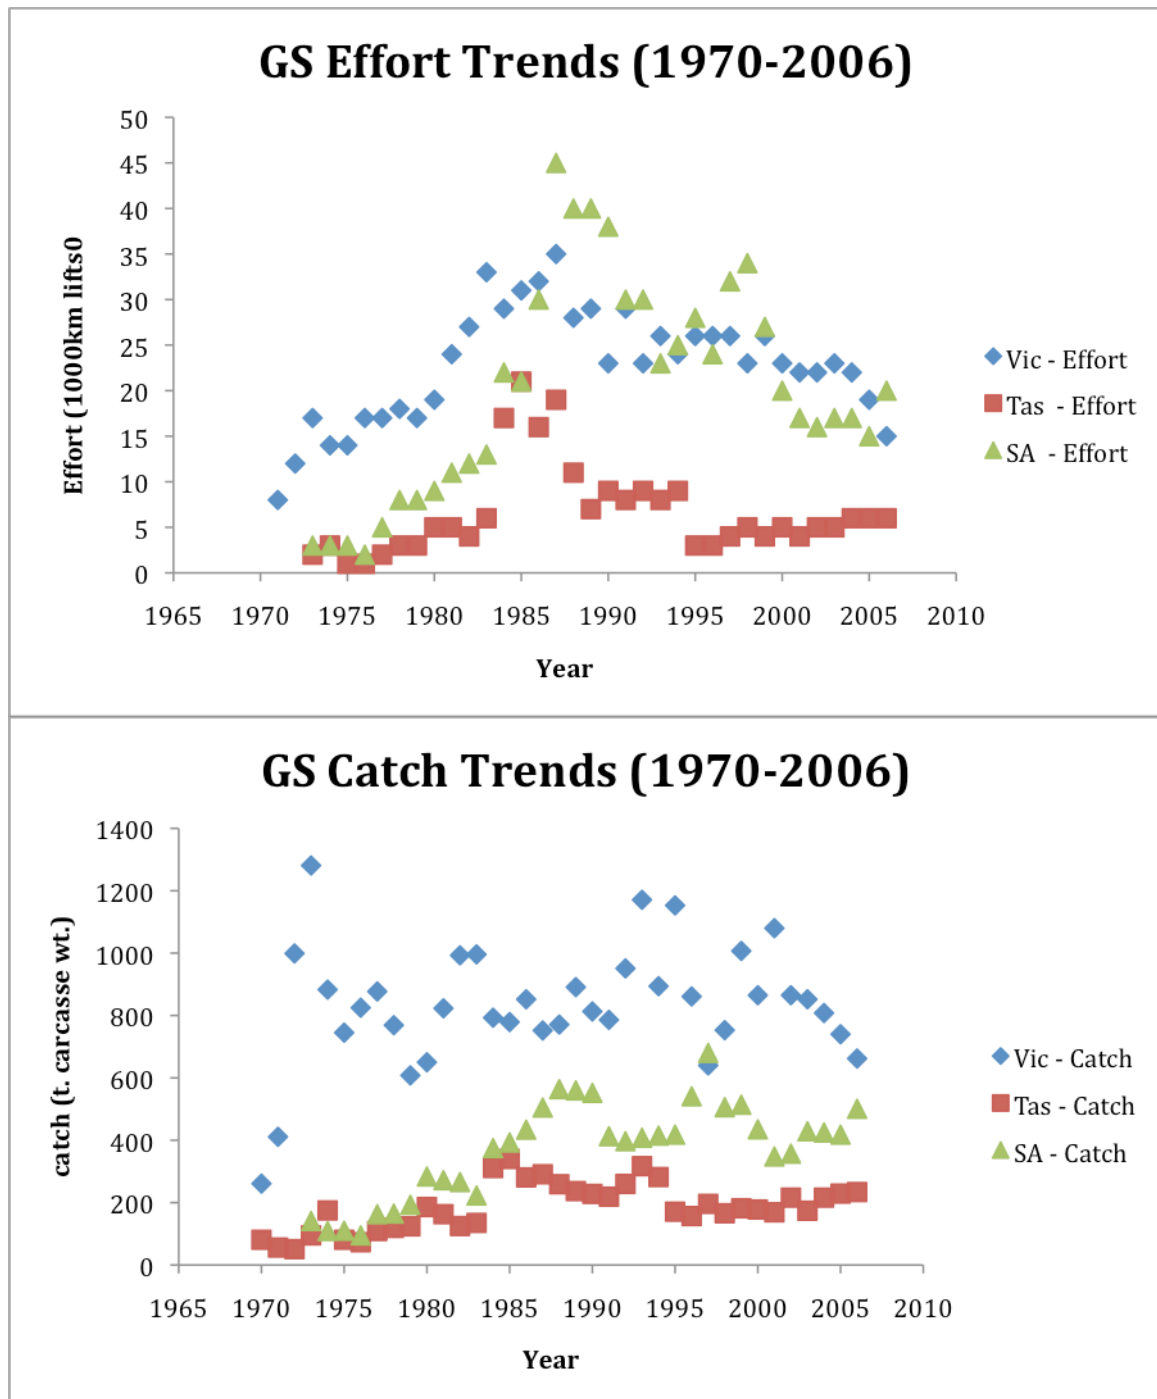 GS Effort Trends (1970-2006)
50
45
40
35
30
25
20
15
10
5
0
Effort (1000km lifts0
1965 1970 1975 1980 1985 1990 1995 2000 2005 2010
Year
Vic - Effort
Tas - Effort
SA - Effort
GS Catch Trends (1970-2006)
1400
1200
1000
800
600
400
200
0
catch (t. carcasse wt.)
1965 1970 1975 1980 1985 1990 1995 2000 2005 2010
Year
Vic - Catch
Tas - Catch
SA - Catch